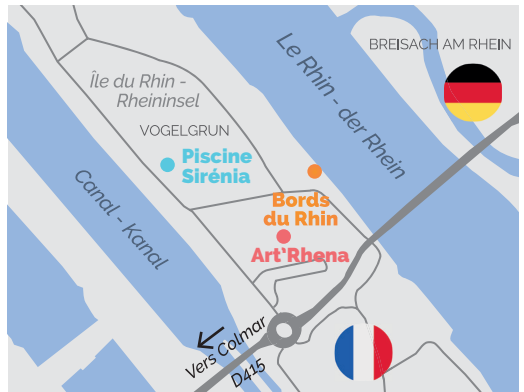 BREISACH AM RHEIN
Le Rhin - der Rhein
Île du Rhin -
Rheininsel
VOGELGRUN
Piscine
Sirénia
Canal - Kanal
Bords
du Rhin
Art'Rhena
Vers Colmar
D415